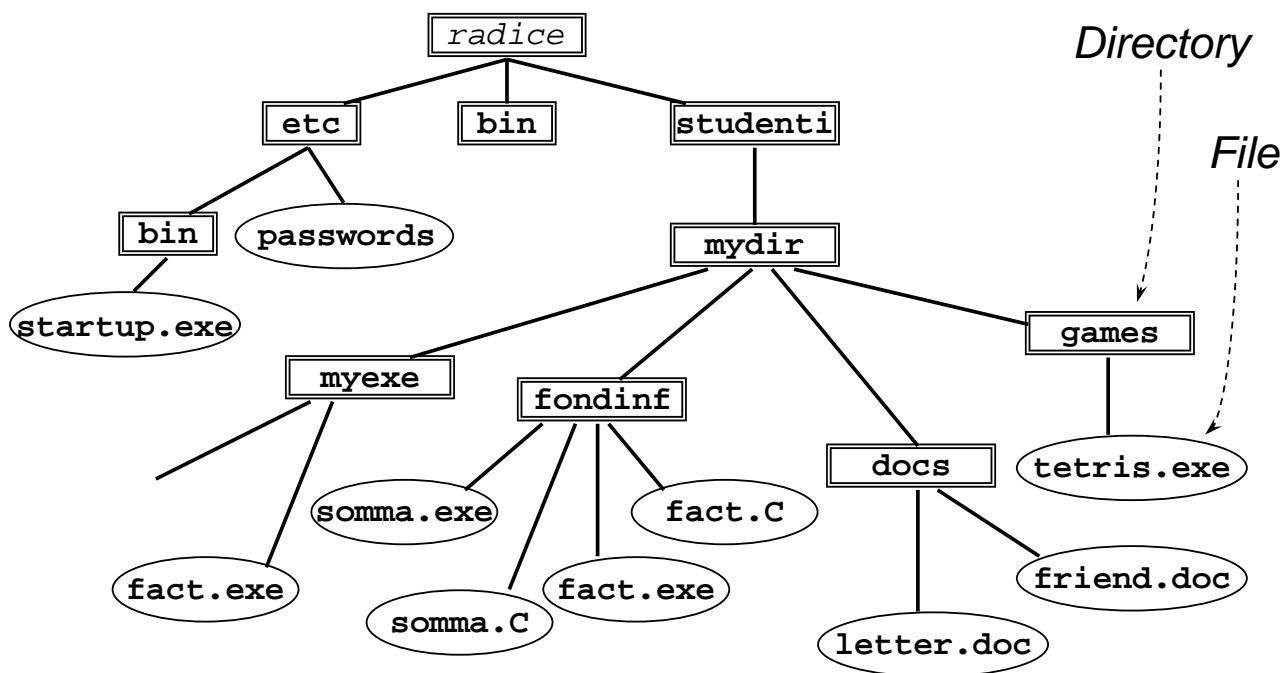 radice
Directory
etc
bin
studenti
File
bin
passwords
mydir
startup.exe
games
myexe
fondinf
docs
tetris.exe
somma.exe
fact.C
fact.exe
fact.exe
friend.doc
somma.C
letter.doc